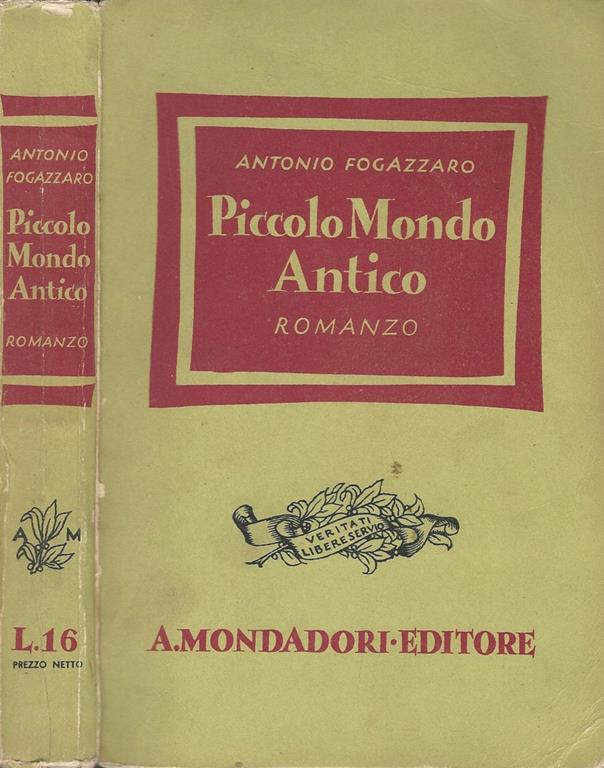 ANTONIO
FOGAZZARO
Piccolo
Mondo
Antico
ROMANZO
A M
L.16
PREZZO NETTO
ANTONIO FOGAZZARO
Piccolo Mondo
Antico
ROMANZO
VERITATI
LIBERE SERVIO
A.MONDADORI·EDITORE